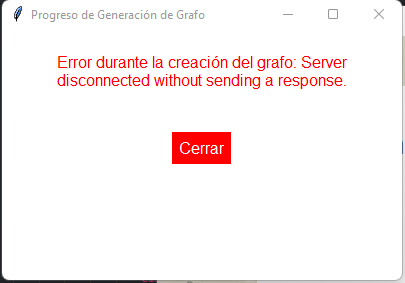 Progreso de Generación de Grafo
Error durante la creación del grafo: Server
disconnected without sending a response.
Cerrar